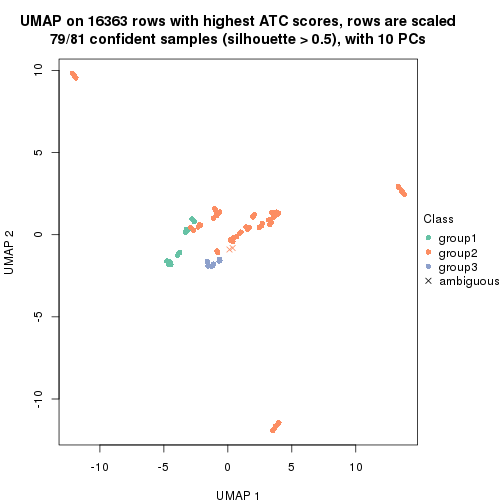 UMAP on 16363 rows with highest ATC scores, rows are scaled
79/81 confident samples (silhouette > 0.5), with 10 PCs
10
5
0
-5
-10
UMAP 2
-10
-5
0
5
10
UMAP 1
Class
group1
group2
group3
ambiguous